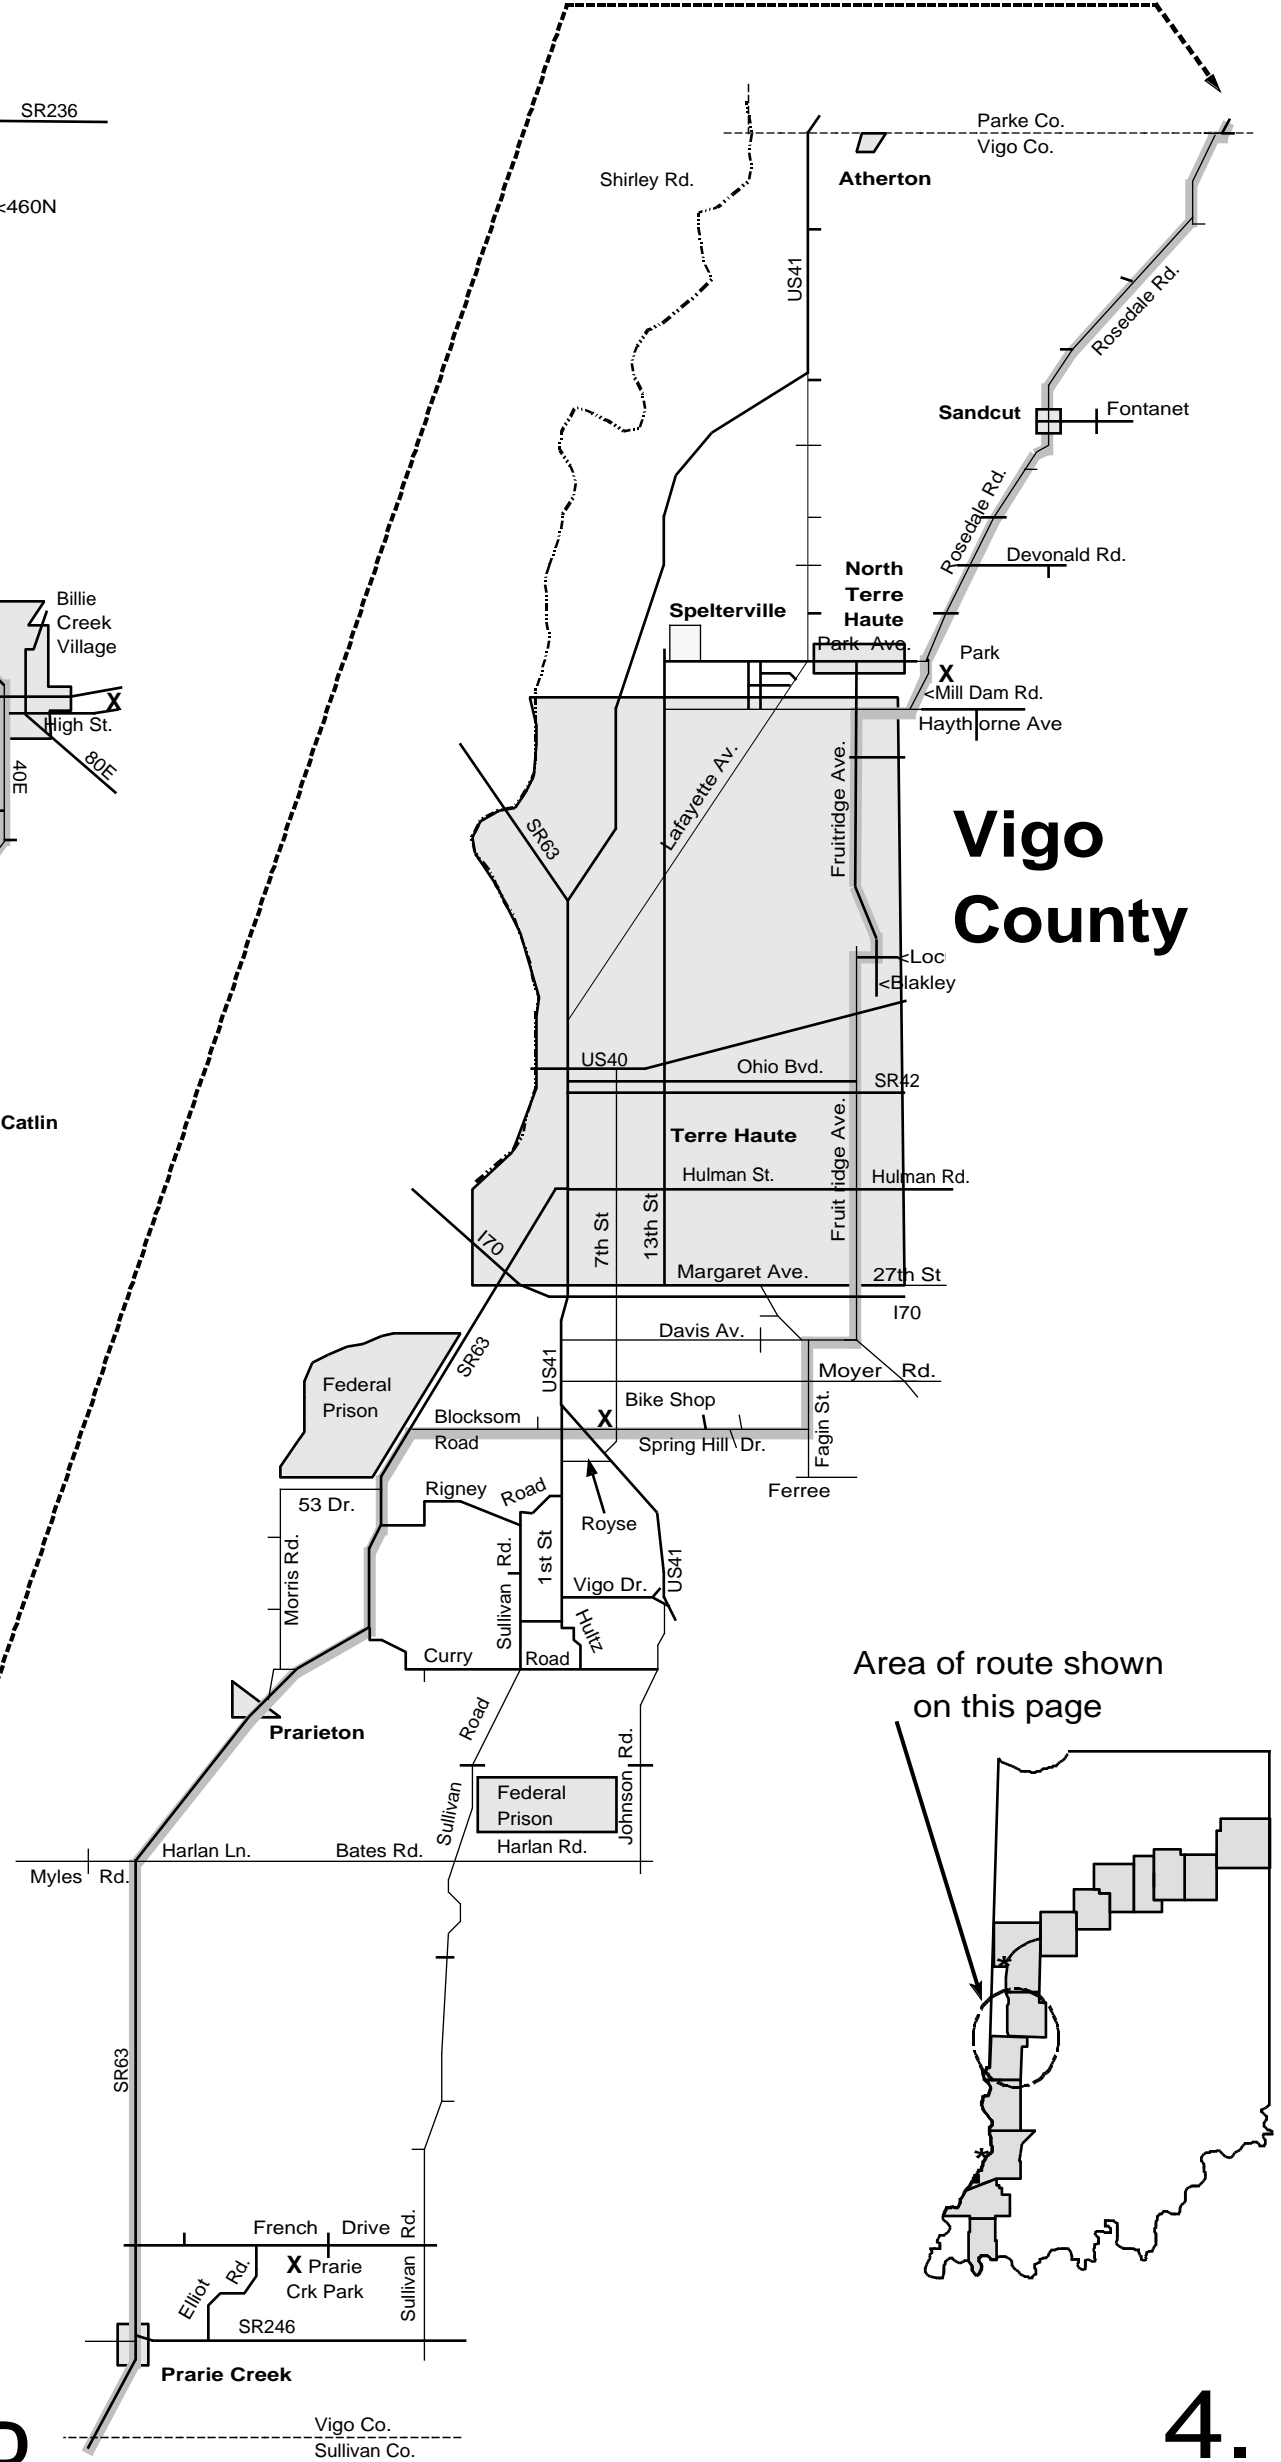 SR236
Parke Co.
Vigo Co.
Shirley Rd.
Atherton
<460N
US41
Rosedale Rd.
Sandcut
Fontanet
Rosedale Rd.
Devonald Rd.
North
Terre
Haute
Spelterville
Billie
Creek
Village
Park Ave.
Park
X
<Mill Dam Rd.
X
High St.
Haythorne Ave
80E
40E
Lafayette Av.
Fruitridge Ave.
SR63
Vigo
County
<Loc
<Blakley
US40
Ohio Bvd.
SR42
Catlin
Terre Haute
Fruit ridge Ave.
Hulman St.
Hulman Rd.
7th St
13th St
I70
Margaret Ave.
27th St
I70
Davis Av.
SR63
US41
Moyer Rd.
Federal
Prison
Bike Shop
Blocksom
X
Road
Spring Hill Dr.
Fagin St.
Rigney Road
Ferree
53 Dr.
Royse
Morris Rd.
Sullivan Rd.
1st St
US41
Vigo Dr.
Hultz
Curry
Road
Area of route shown
on this page
Prarieton
Sullivan Road
Johnson Rd.
Federal
Prison
Harlan Rd.
Harlan Ln.
Bates Rd.
Myles Rd.
*
SR63
*
French Drive
Sullivan Rd.
X Prarie
Crk Park
Elliot Rd.
SR246
Prarie Creek
Vigo Co.
Sullivan Co.
4.